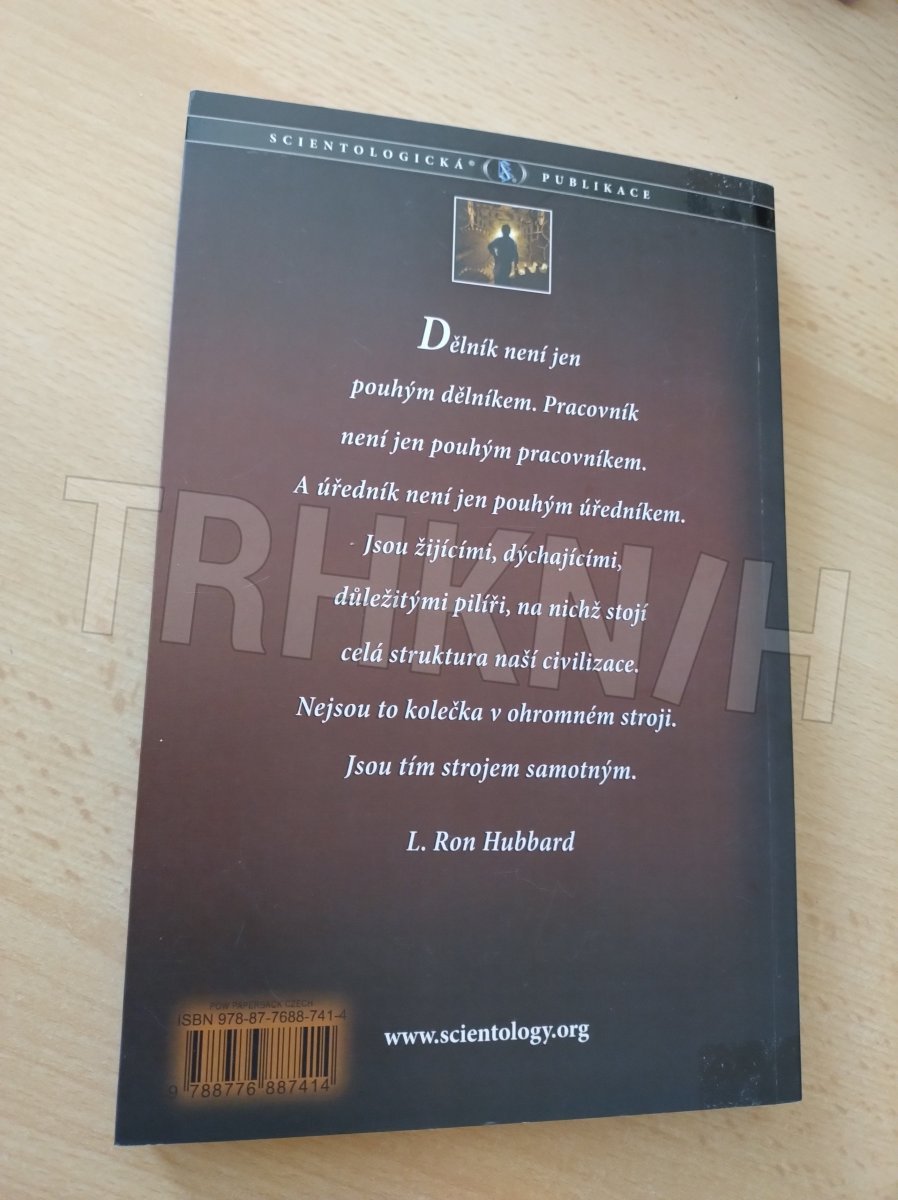 SCIENTOLOGICKÁ® PUBLIKACE
Dělník není jen
pouhým dělníkem. Pracovník
není jen pouhým pracovníkem.
A úředník není jen pouhým úředníkem.
Jsou žijícími, dýchajícími,
důležitými pilíři, na nichž stojí
celá struktura naší civilizace.
Nejsou to kolečka v ohromném stroji.
Jsou tím strojem samotným.
L. Ron Hubbard
POW PAPERBACK CZECH
ISBN 978-87-7688-741-4
9 788776 887414
www.scientology.org
TRHKNIH